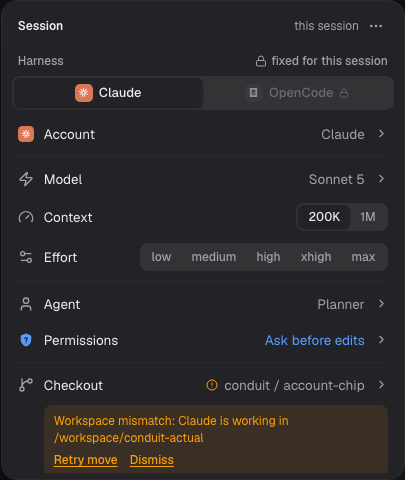 Session this session ...
Harness fixed for this session
Claude OpenCode
Account Claude
Model Sonnet 5
Context 200K 1M
Effort low medium high xhigh max
Agent Planner
Permissions Ask before edits
Checkout conduit / account-chip
Workspace mismatch: Claude is working in
/workspace/conduit-actual
Retry move Dismiss